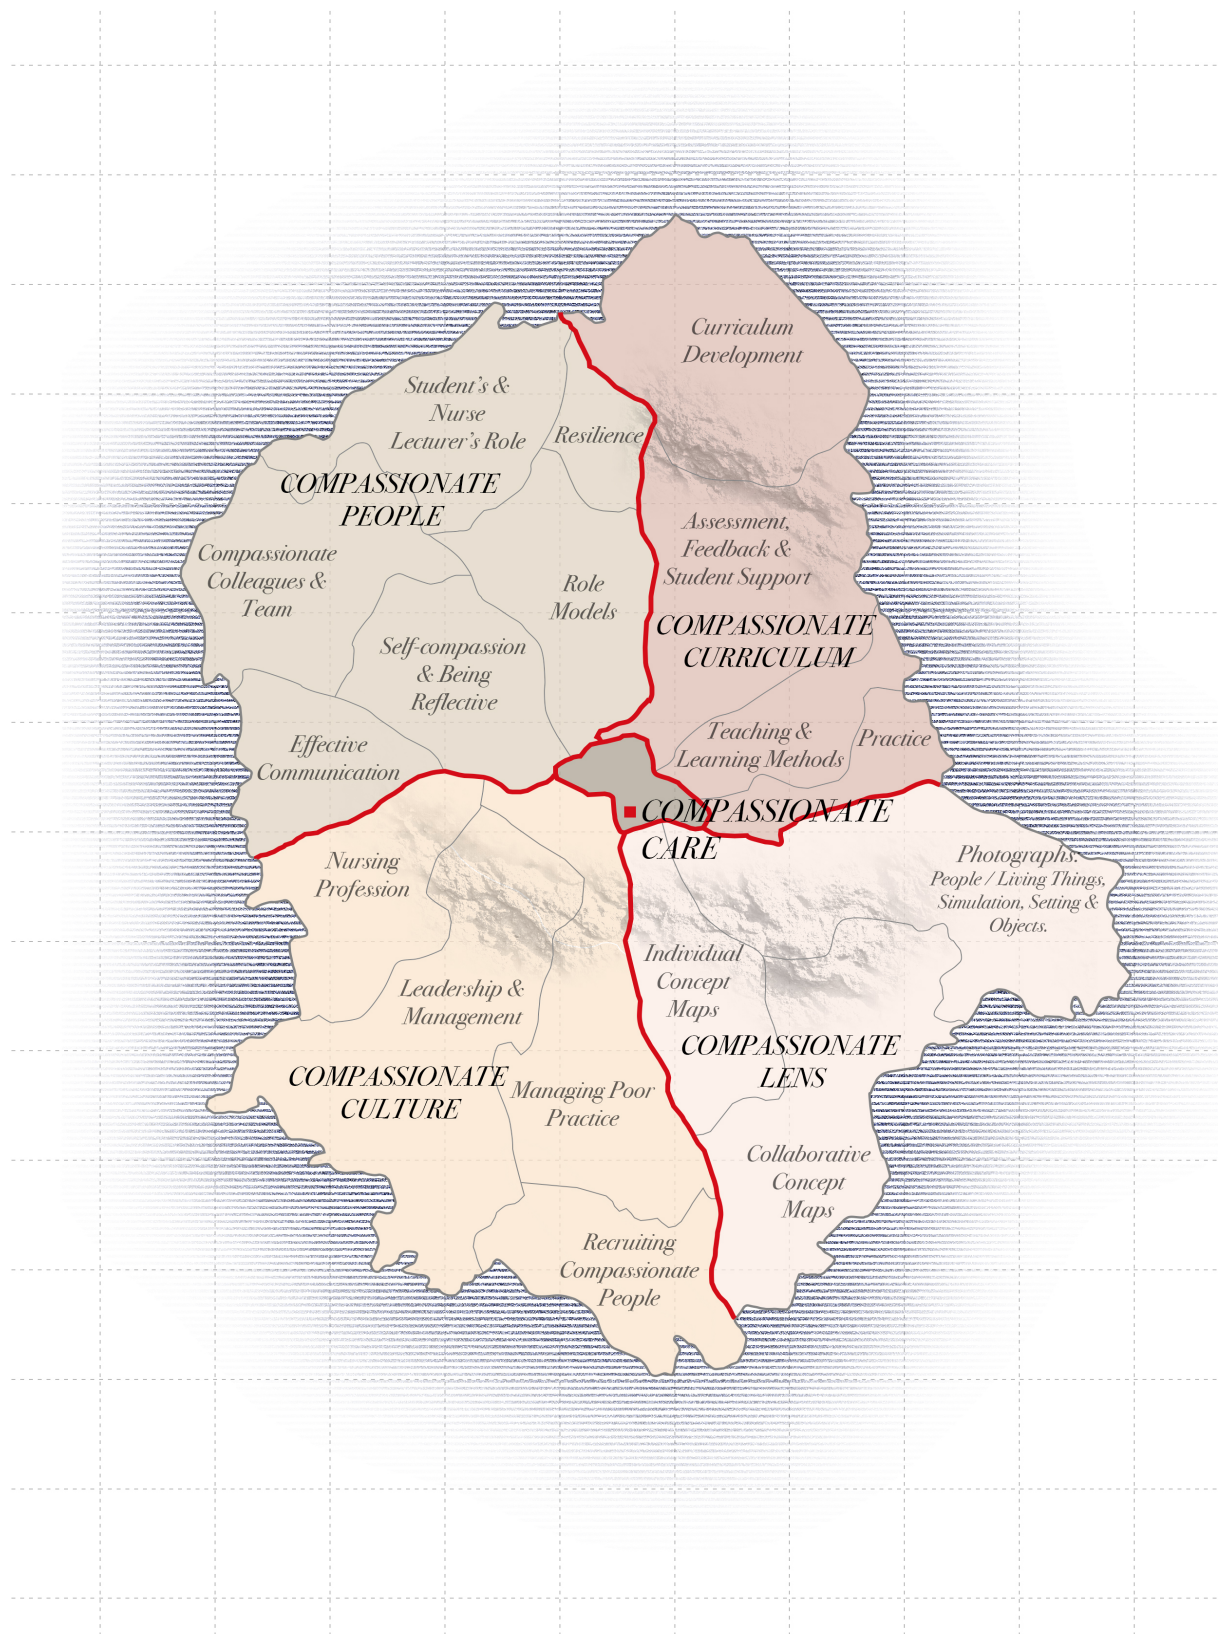 Curriculum
Development
Student's &
Nurse
Lecturer's Role
Resilience
COMPASSIONATE
PEOPLE
Assessment,
Feedback &
Student Support
Compassionate
Colleagues &
Team
Role
Models
COMPASSIONATE
CURRICULUM
Self-compassion
& Being
Reflective
Teaching &
Learning Methods
Practice
Effective
Communication
COMPASSIONATE
CARE
Nursing
Profession
Photographs:
People / Living Things,
Simulation, Setting &
Objects.
Individual
Concept
Maps
Leadership &
Management
COMPASSIONATE
LENS
COMPASSIONATE
CULTURE
Managing Poor
Practice
Collaborative
Concept
Maps
Recruiting
Compassionate
People